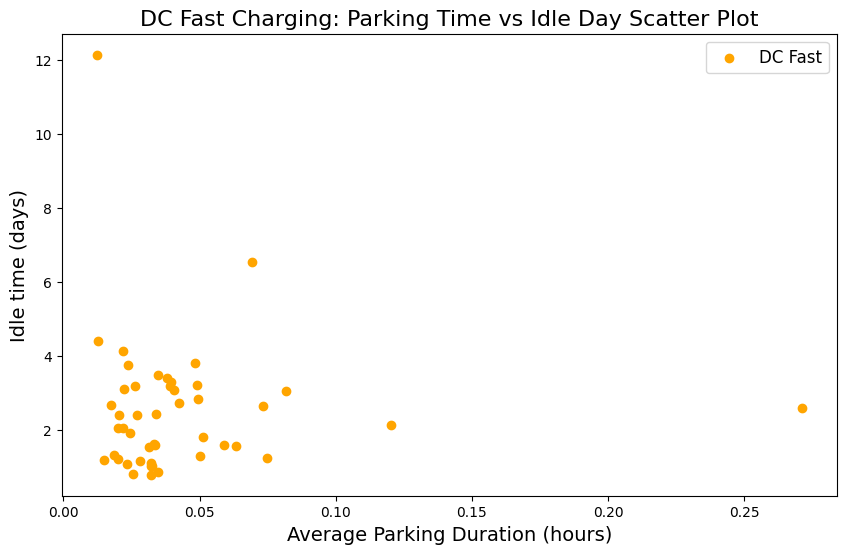 DC Fast Charging: Parking Time vs Idle Day Scatter Plot
DC Fast
12
10
8
6
4
2
Idle time (days)
0.00 0.05 0.10 0.15 0.20 0.25
Average Parking Duration (hours)